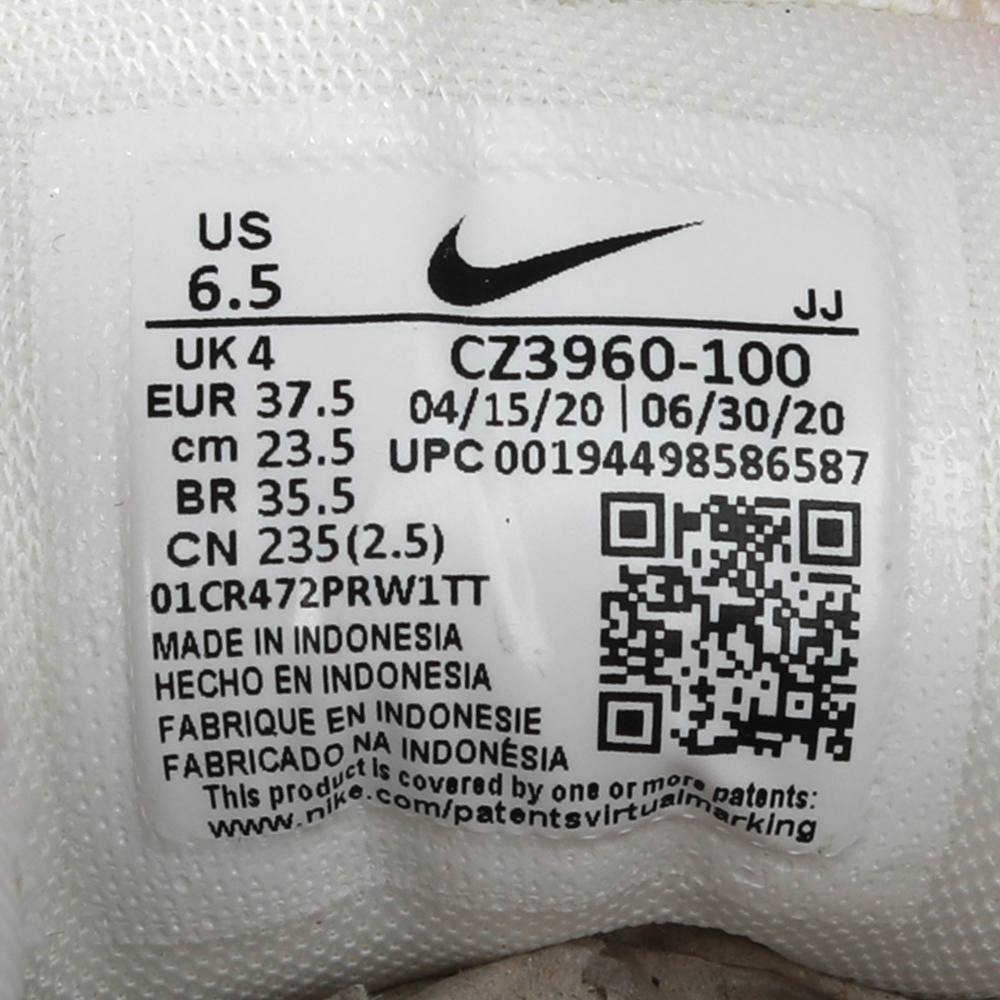 US
6.5
JJ
UK 4
CZ3960-100
EUR 37.5
04/15/20 | 06/30/20
cm 23.5
UPC 00194498586587
BR 35.5
CN 235(2.5)
01CR472PRW1TT
MADE IN INDONESIA
HECHO EN INDONESIA
FABRIQUE EN INDONESIE
FABRICADO NA INDONÉSIA
This product is covered by one or more patents:
www.nike.com/patentsvirtualmarking